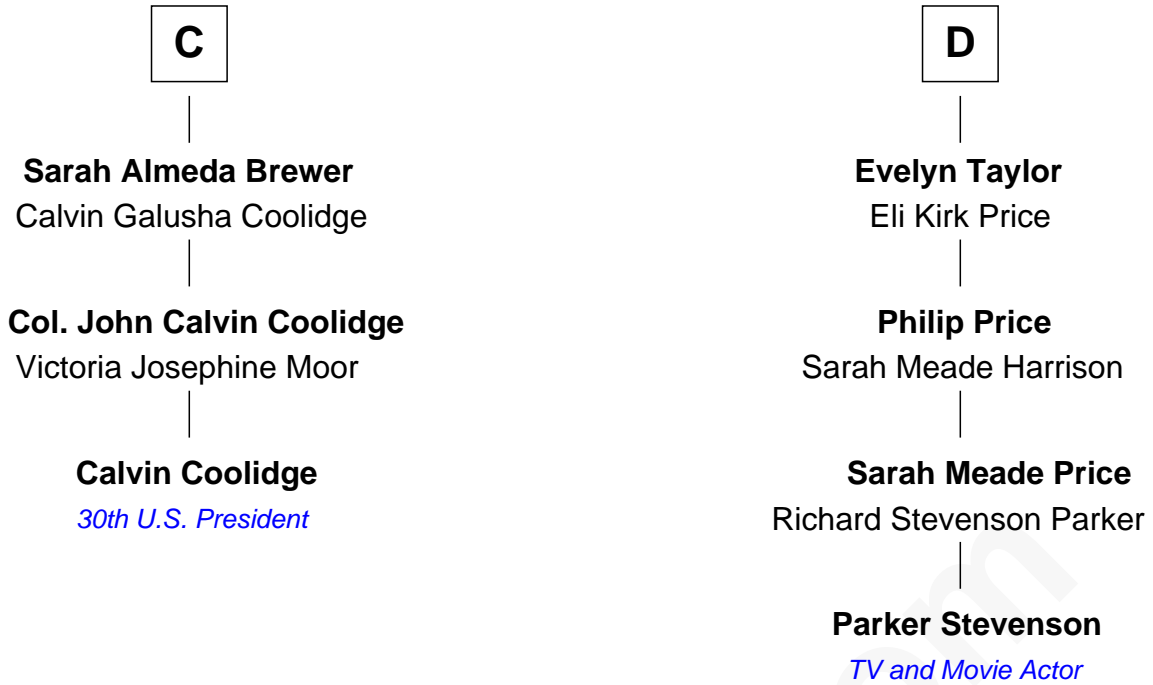 C
Sarah Almeda Brewer
Calvin Galusha Coolidge
Col. John Calvin Coolidge
Victoria Josephine Moor
Calvin Coolidge
30th U.S. President
D
Evelyn Taylor
Eli Kirk Price
Philip Price
Sarah Meade Harrison
Sarah Meade Price
Richard Stevenson Parker
Parker Stevenson
TV and Movie Actor